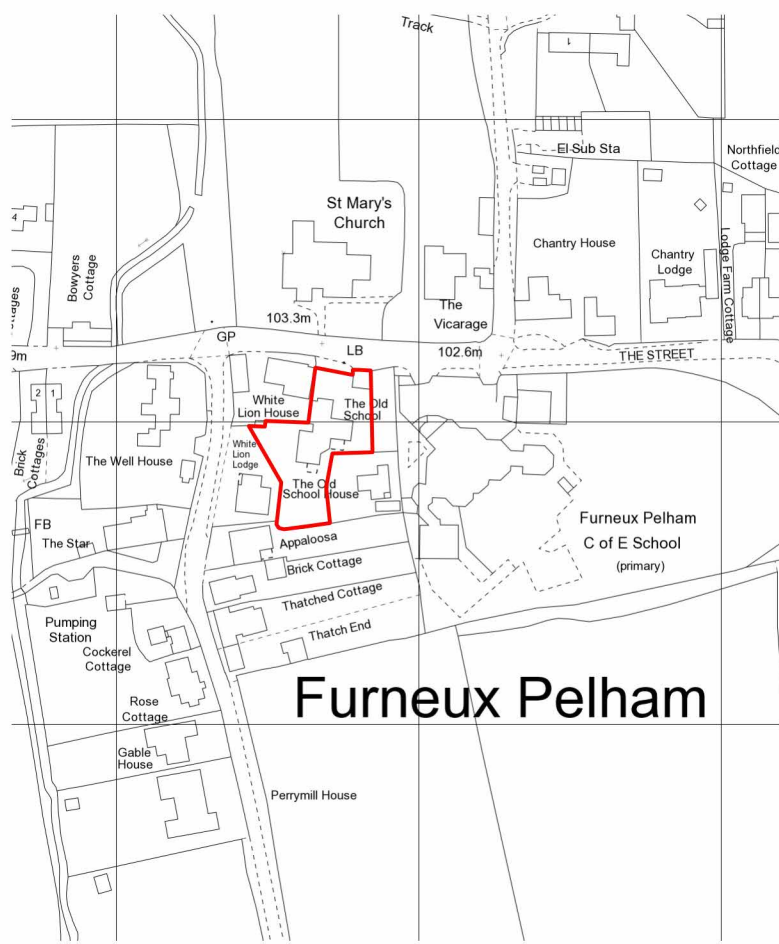 Track
1
El Sub Sta
Northfield
Cottage
St Mary's
Church
4
Bowyers
Cottage
Chantry House
Chantry
Lodge
Lodge Farm Cottage
ottages
The
Vicarage
103.3m
GP
LB
102.6m
THE STREET
9m
White
Lion House
The Old
School
2 1
Brick
Cottages
The Well House
White
Lion
Lodge
The Old
School House
FB
The Star
Appaloosa
Furneux Pelham
C of E School
(primary)
Brick Cottage
Thatched Cottage
Thatch End
Pumping
Station
Cockerel
Cottage
Furneux Pelham
Rose
Cottage
Gable
House
Perrymill House